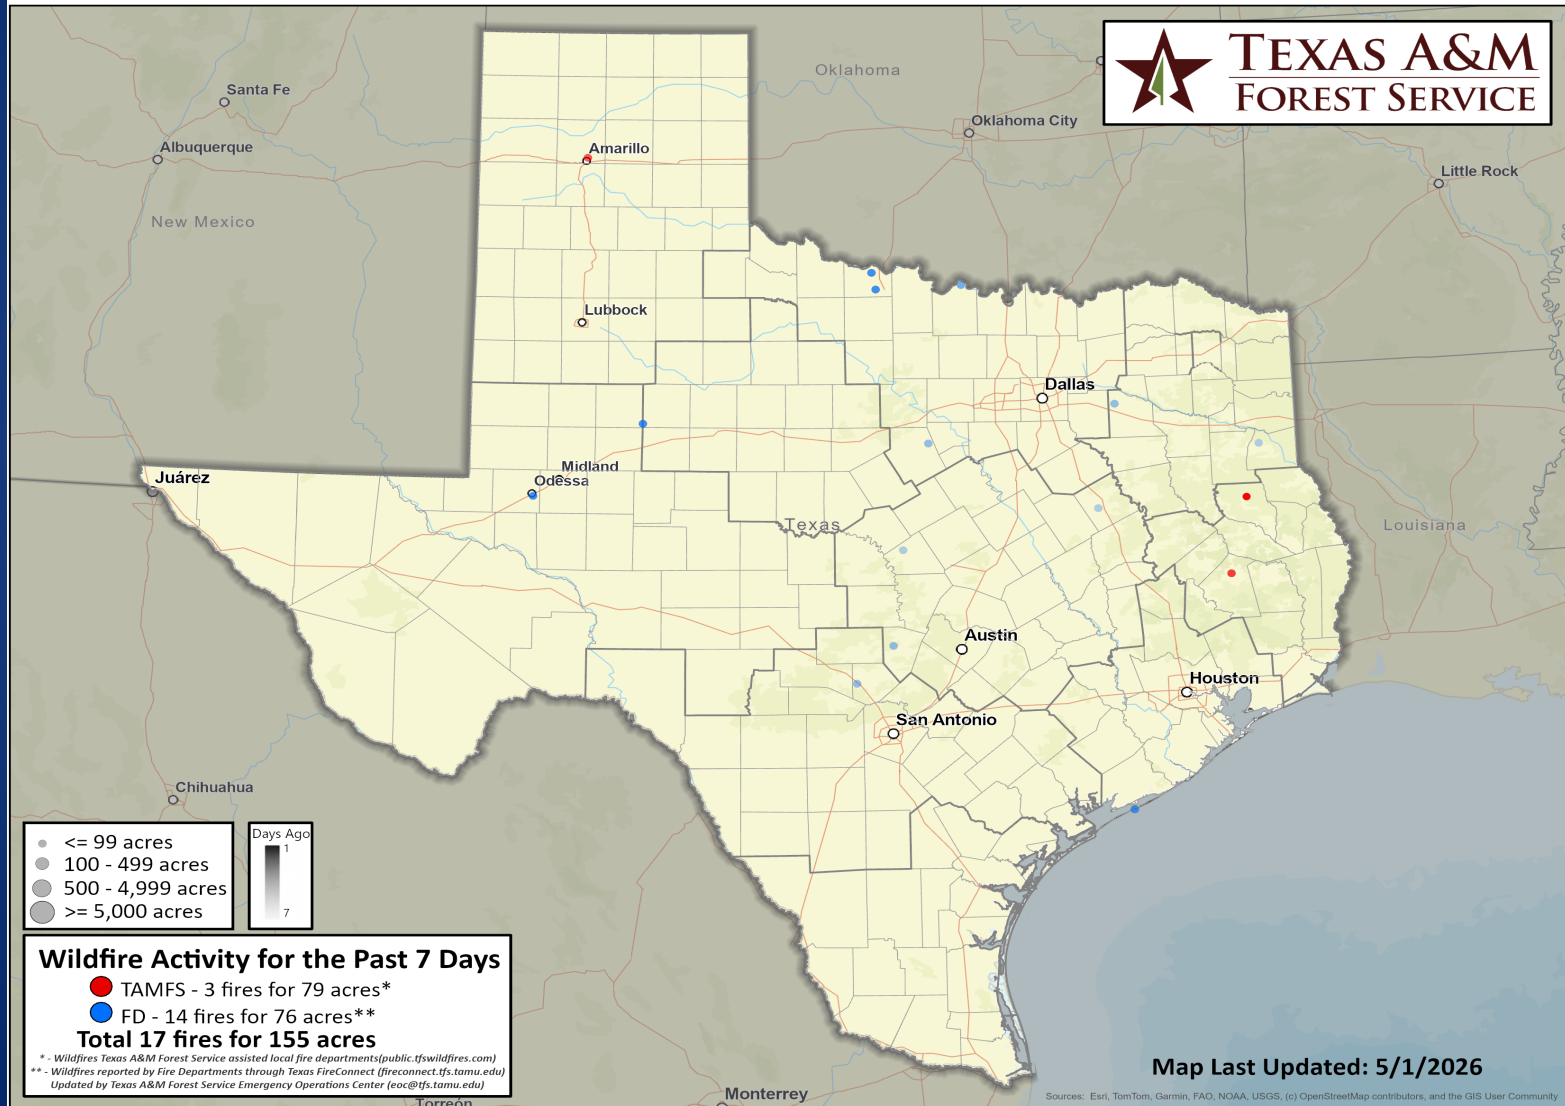 TEXAS A&M
FOREST SERVICE
Oklahoma
Santa Fe
Oklahoma City
Albuquerque
Amarillo
Little Rock
New Mexico
Lubbock
Dallas
Midland
Odessa
Juárez
Texas
Louisiana
Austin
Houston
San Antonio
Chihuahua
<= 99 acres
100 - 499 acres
500 - 4,999 acres
>= 5,000 acres
Days Ago
1
7
Wildfire Activity for the Past 7 Days
TAMFS - 3 fires for 79 acres*
FD - 14 fires for 76 acres**
Total 17 fires for 155 acres
* - Wildfires Texas A&M Forest Service assisted local fire departments(public.tfswildfires.com)
** - Wildfires reported by Fire Departments through Texas FireConnect (fireconnect.tfs.tamu.edu)
Updated by Texas A&M Forest Service Emergency Operations Center (eoc@tfs.tamu.edu)
Map Last Updated: 5/1/2026
Monterrey
Sources: Esri, TomTom, Garmin, FAO, NOAA, USGS, (c) OpenStreetMap contributors, and the GIS User Community
Torreón